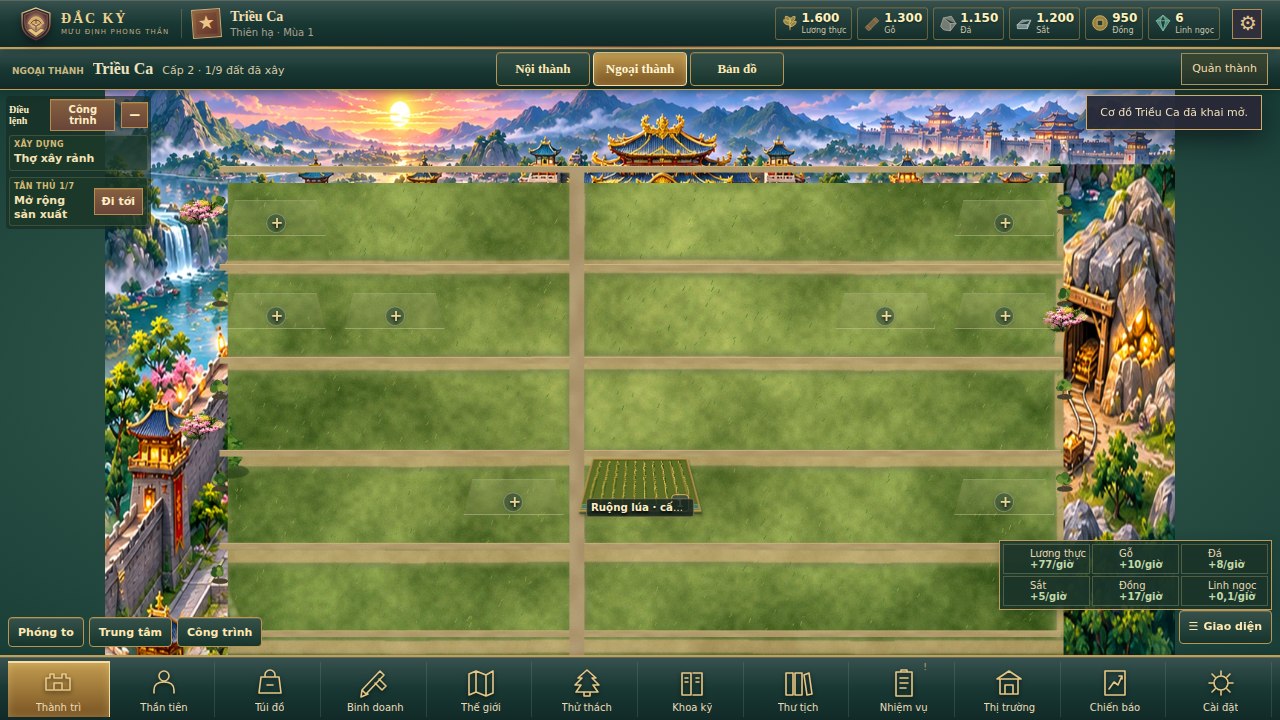 ĐẮC KỶ
MƯU ĐỊNH PHONG THẦN
Triều Ca
Thiên hạ · Mùa 1
1.600
Lương thực
1.300
Gỗ
1.150
Đá
1.200
Sắt
950
Đồng
6
Linh ngọc
NGOẠI THÀNH Triều Ca Cấp 2 · 1/9 đất đã xây
Nội thành
Ngoại thành
Bản đồ
Quản thành
Cơ đồ Triều Ca đã khai mở.
Điều lệnh
Công trình
XÂY DỰNG
Thợ xây rảnh
TÂN THỦ 1/7
Mở rộng sản xuất
Đi tới
Ruộng lúa · cấ...
Lương thực
+77/giờ
Gỗ
+10/giờ
Đá
+8/giờ
Sắt
+5/giờ
Đồng
+17/giờ
Linh ngọc
+0,1/giờ
Phóng to
Trung tâm
Công trình
Giao diện
Thành trì
Thần tiên
Túi đồ
Binh doanh
Thế giới
Thử thách
Khoa kỹ
Thư tịch
Nhiệm vụ
Thị trường
Chiến báo
Cài đặt